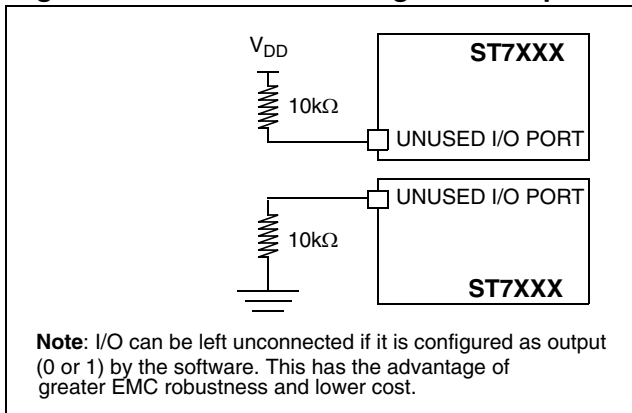 V_DD
ST7XXX
10kΩ
UNUSED I/O PORT
UNUSED I/O PORT
10kΩ
ST7XXX
Note: I/O can be left unconnected if it is configured as output
(0 or 1) by the software. This has the advantage of
greater EMC robustness and lower cost.